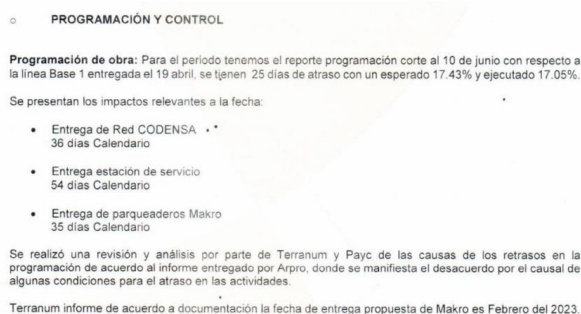 ○ PROGRAMACIÓN Y CONTROL
Programación de obra: Para el periodo tenemos el reporte programación corte al 10 de junio con respecto a
la línea Base 1 entregada el 19 abril, se tienen 25 días de atraso con un esperado 17.43% y ejecutado 17.05%.
Se presentan los impactos relevantes a la fecha:
• Entrega de Red CODENSA
36 días Calendario
• Entrega estación de servicio
54 días Calendario
• Entrega de parqueaderos Makro
35 días Calendario
Se realizó una revisión y análisis por parte de Terranum y Payc de las causas de los retrasos en la
programación de acuerdo al informe entregado por Arpro, donde se manifiesta el desacuerdo por el causal de
algunas condiciones para el atraso en las actividades.
Terranum informe de acuerdo a documentación la fecha de entrega propuesta de Makro es Febrero del 2023.